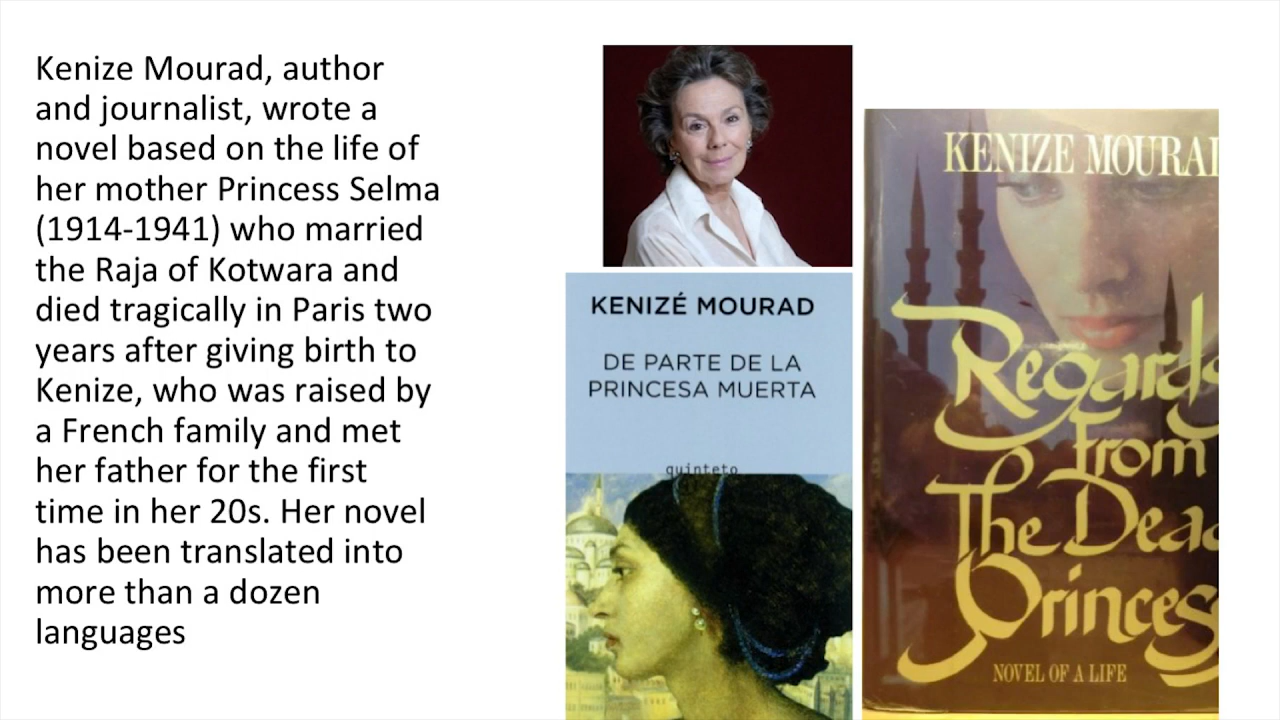 Kenize Mourad, author
and journalist, wrote a
novel based on the life of
her mother Princess Selma
(1914-1941) who married
the Raja of Kotwara and
died tragically in Paris two
years after giving birth to
Kenize, who was raised by
a French family and met
her father for the first
time in her 20s. Her novel
has been translated into
more than a dozen
languages
KENIZÉ MOURAD
DE PARTE DE LA
PRINCESA MUERTA
quinteto
KENIZE MOURAD
Regards
From
The Dead
Princess
NOVEL OF A LIFE